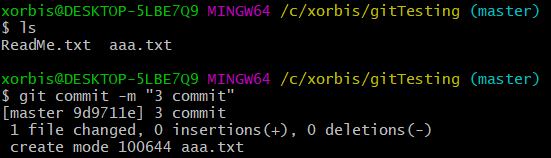 xorbis@DESKTOP-5LBE7Q9 MINGW64 /c/xorbis/gitTesting (master)
$ ls
ReadMe.txt  aaa.txt
xorbis@DESKTOP-5LBE7Q9 MINGW64 /c/xorbis/gitTesting (master)
$ git commit -m "3 commit"
[master 9d9711e] 3 commit
 1 file changed, 0 insertions(+), 0 deletions(-)
 create mode 100644 aaa.txt